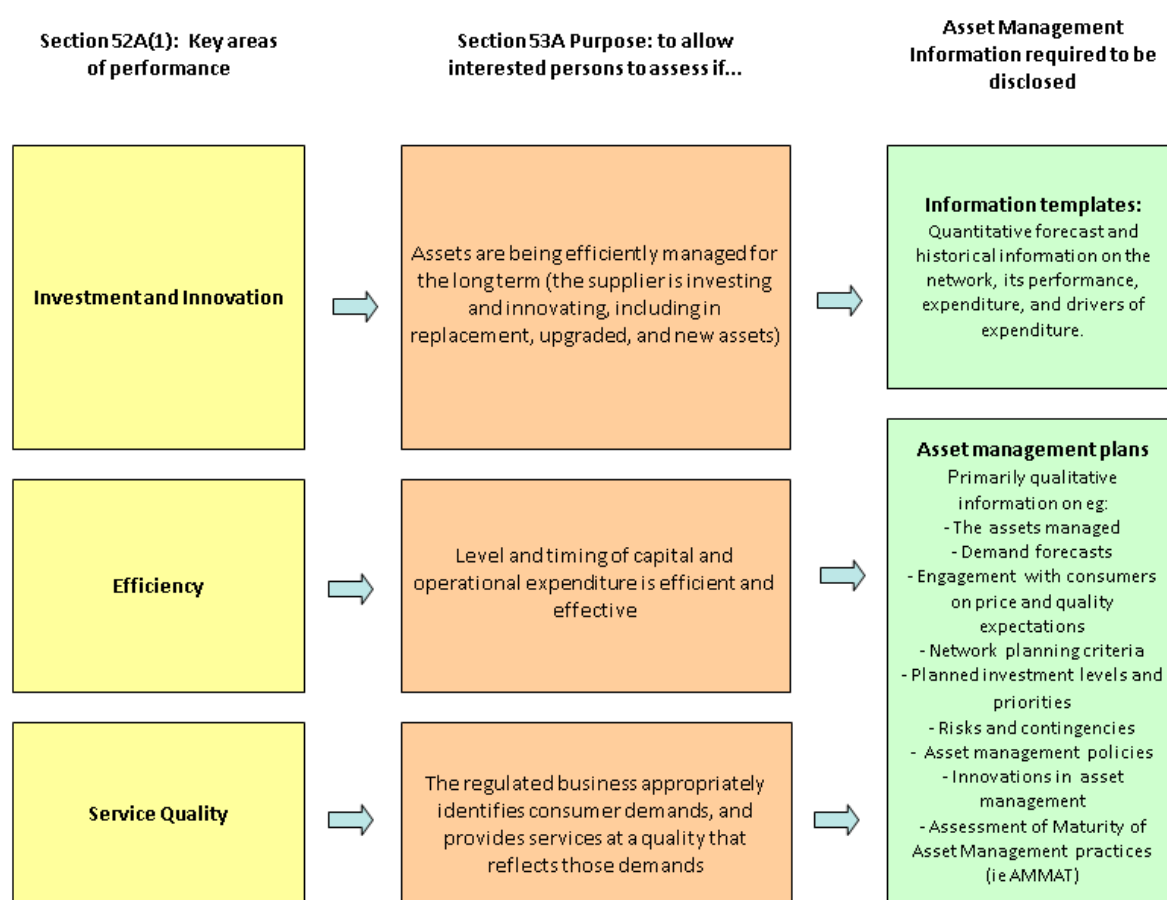 Section 52A(1): Key areas
of performance
Section 53A Purpose: to allow
interested persons to assess if...
Asset Management
Information required to be
disclosed
Investment and Innovation
Assets are being efficiently managed for
the long term (the supplier is investing
and innovating, including in
replacement, upgraded, and new assets)
Information templates:
Quantitative forecast and
historical information on the
network, its performance,
expenditure, and drivers of
expenditure.
Efficiency
Level and timing of capital and
operational expenditure is efficient and
effective
Service Quality
The regulated business appropriately
identifies consumer demands, and
provides services at a quality that
reflects those demands
Asset management plans
Primarily qualitative
information on eg:
- The assets managed
- Demand forecasts
- Engagement with consumers
on price and quality
expectations
- Network planning criteria
- Planned investment levels and
priorities
- Risks and contingencies
- Asset management policies
- Innovations in asset
management
- Assessment of Maturity of
Asset Management practices
(ie AMMAT)